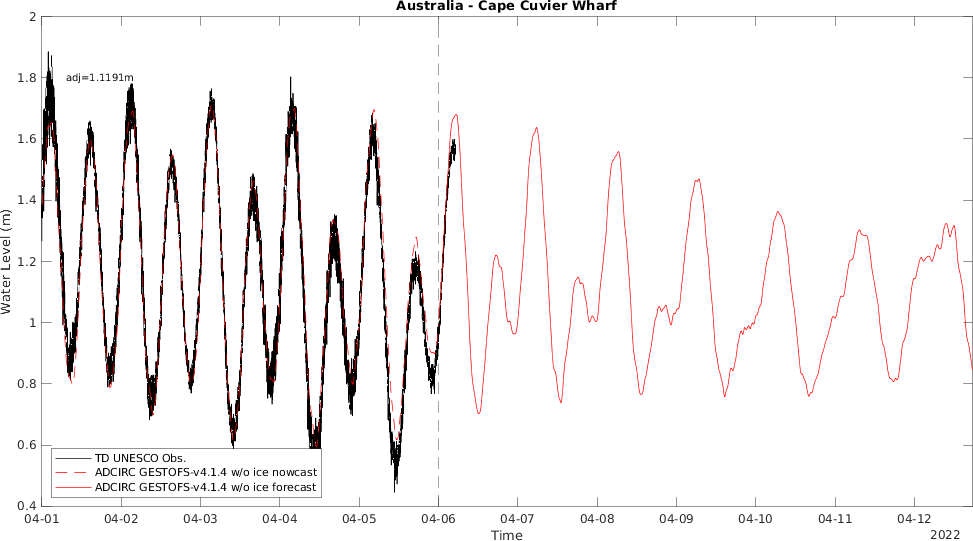 Australia - Cape Cuvier Wharf
2
1.8
1.6
1.4
1.2
1
0.8
0.6
0.4
Water Level (m)
adj=1.1191m
TD UNESCO Obs.
ADCIRC GESTOFS-v4.1.4 w/o ice nowcast
ADCIRC GESTOFS-v4.1.4 w/o ice forecast
04-01 04-02 04-03 04-04 04-05 04-06 04-07 04-08 04-09 04-10 04-11 04-12
Time
2022